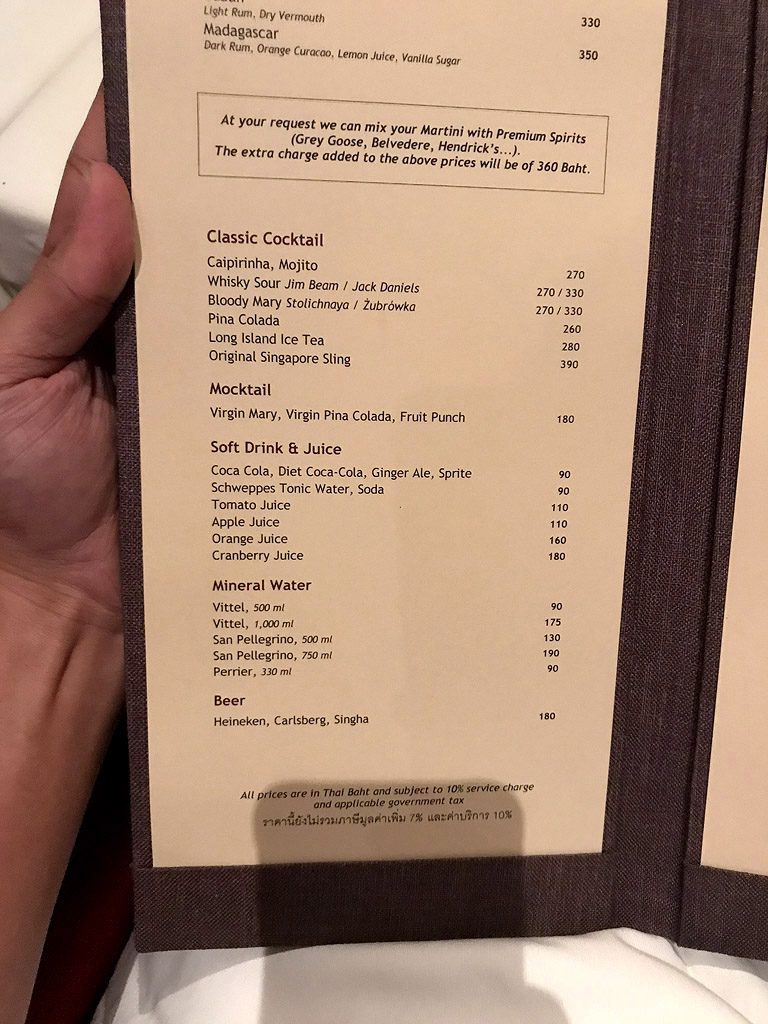 Light Rum, Dry Vermouth 330
Madagascar
Dark Rum, Orange Curacao, Lemon Juice, Vanilla Sugar 350
At your request we can mix your Martini with Premium Spirits
(Grey Goose, Belvedere, Hendrick's...).
The extra charge added to the above prices will be of 360 Baht.
Classic Cocktail
Caipirinha, Mojito 270
Whisky Sour Jim Beam / Jack Daniels 270 / 330
Bloody Mary Stolichnaya / Żubrówka 270 / 330
Pina Colada 260
Long Island Ice Tea 280
Original Singapore Sling 390
Mocktail
Virgin Mary, Virgin Pina Colada, Fruit Punch 180
Soft Drink & Juice
Coca Cola, Diet Coca-Cola, Ginger Ale, Sprite 90
Schweppes Tonic Water, Soda 90
Tomato Juice 110
Apple Juice 110
Orange Juice 160
Cranberry Juice 180
Mineral Water
Vittel, 500 ml 90
Vittel, 1,000 ml 175
San Pellegrino, 500 ml 130
San Pellegrino, 750 ml 190
Perrier, 330 ml 90
Beer
Heineken, Carlsberg, Singha 180
All prices are in Thai Baht and subject to 10% service charge
and applicable government tax
ราคานี้ยังไม่รวมภาษีมูลค่าเพิ่ม 7% และค่าบริการ 10%